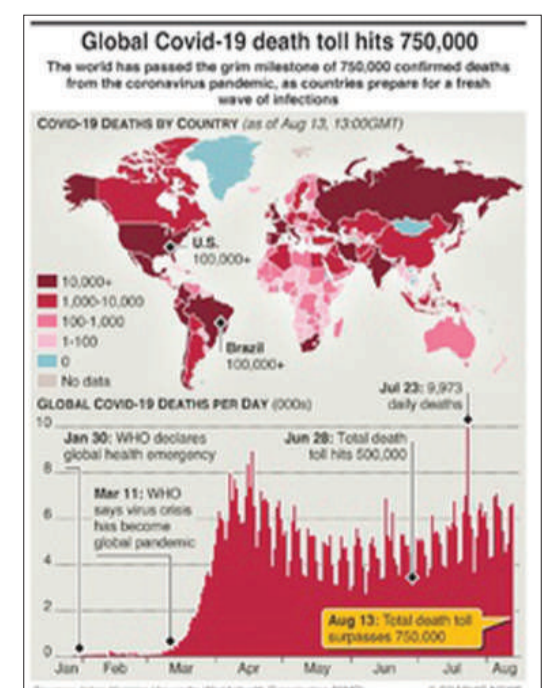 Global Covid-19 death toll hits 750,000
The world has passed the grim milestone of 750,000 confirmed deaths
from the coronavirus pandemic, as countries prepare for a fresh
wave of infections
COVID-19 DEATHS BY COUNTRY (as of Aug 13, 13:00GMT)
U.S.
100,000+
10,000+
1,000-10,000
100-1,000
1-100
0
No data
Brazil
100,000+
Jul 23: 9,973
daily deaths
GLOBAL COVID-19 DEATHS PER DAY (000s)
10
Jan 30: WHO declares
global health emergency
Jun 28: Total death
toll hits 500,000
8
Mar 11: WHO
says virus crisis
has become
global pandemic
6
4
2
Aug 13: Total death toll
surpasses 750,000
0
Jan Feb Mar Apr May Jun Jul Aug